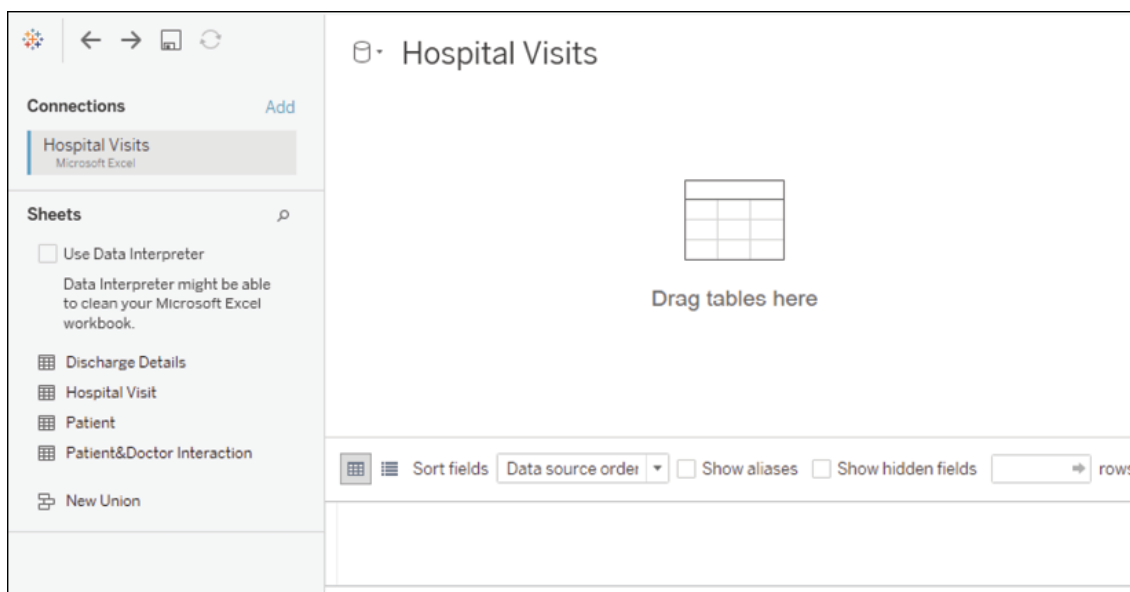 Connections Add
Hospital Visits
Microsoft Excel
Sheets
Use Data Interpreter
Data Interpreter might be able
to clean your Microsoft Excel
workbook.
Discharge Details
Hospital Visit
Patient
Patient&Doctor Interaction
New Union
Hospital Visits
Drag tables here
Sort fields Data source order Show aliases Show hidden fields rows